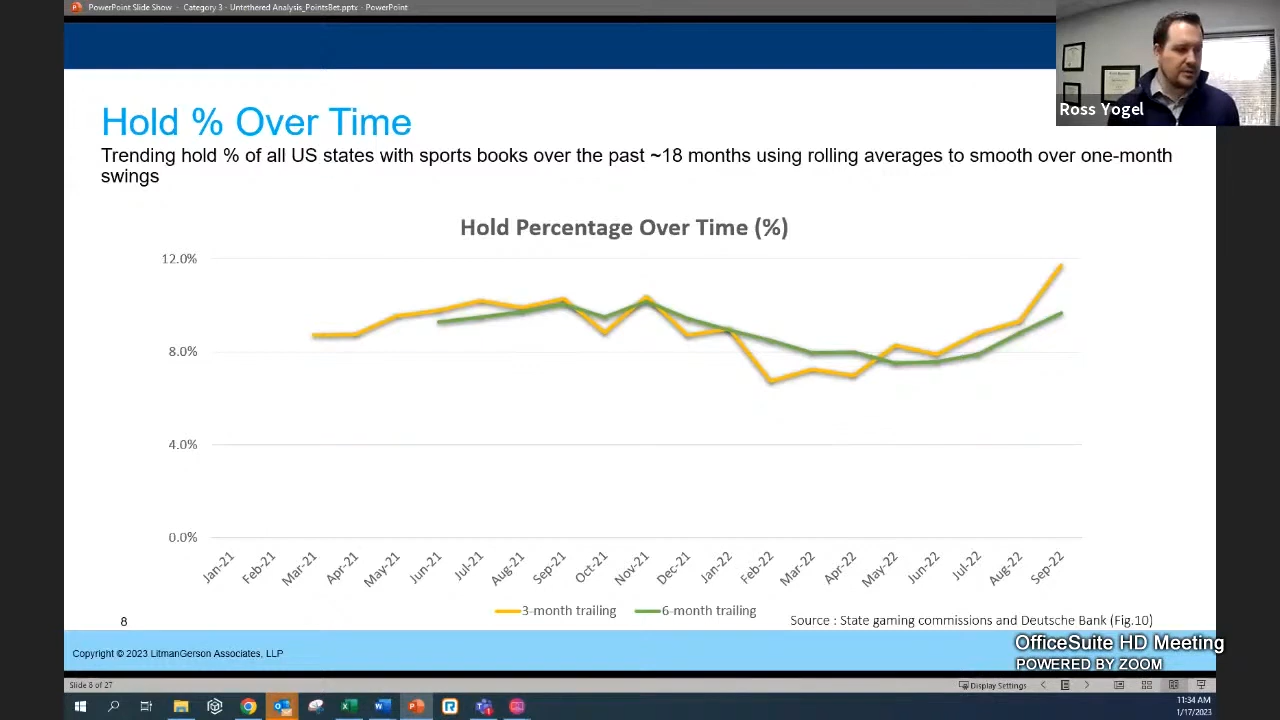 PowerPoint Slide Show - Category 3 - Untethered Analysis_PointsBet.pptx - PowerPoint
Ross Yogel
Hold % Over Time
Trending hold % of all US states with sports books over the past ~18 months using rolling averages to smooth over one-month
swings
Hold Percentage Over Time (%)
12.0%
8.0%
4.0%
0.0%
Jan-21 Feb-21 Mar-21 Apr-21 May-21 Jun-21 Jul-21 Aug-21 Sep-21 Oct-21 Nov-21 Dec-21 Jan-22 Feb-22 Mar-22 Apr-22 May-22 Jun-22 Jul-22 Aug-22 Sep-22
3-month trailing 6-month trailing
Source : State gaming commissions and Deutsche Bank (Fig.10)
8
OfficeSuite HD Meeting
Copyright © 2023 LitmanGerson Associates, LLP
POWERED BY ZOOM
Slide 8 of 27
Display Settings
11:34 AM
1/17/2023